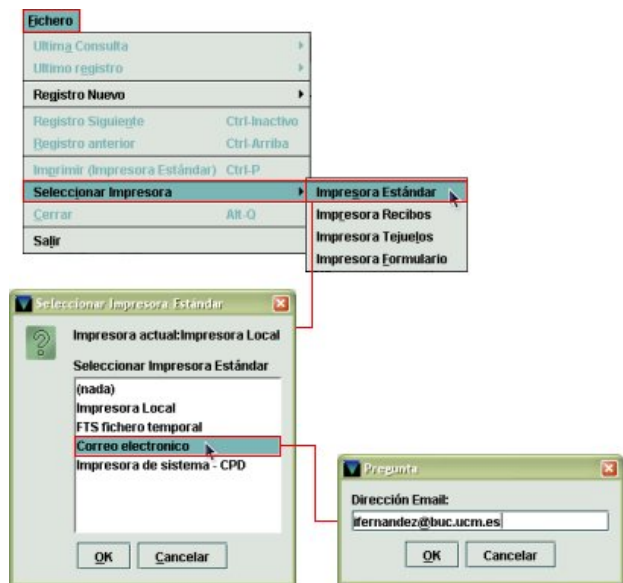 Fichero
Ultima Consulta
Ultimo registro
Registro Nuevo
Registro Siguiente Ctrl-Inactivo
Registro anterior Ctrl-Arriba
Imprimir (Impresora Estándar) Ctrl-P
Seleccionar Impresora
Cerrar Alt-Q
Salir
Impresora Estándar
Impresora Recibos
Impresora Tejuelos
Impresora Formulario
Seleccionar Impresora Estándar
Impresora actual:Impresora Local
Seleccionar Impresora Estándar
(nada)
Impresora Local
FTS fichero temporal
Correo electronico
Impresora de sistema - CPD
OK Cancelar
Pregunta
Dirección Email:
ifernandez@buc.ucm.es
OK Cancelar